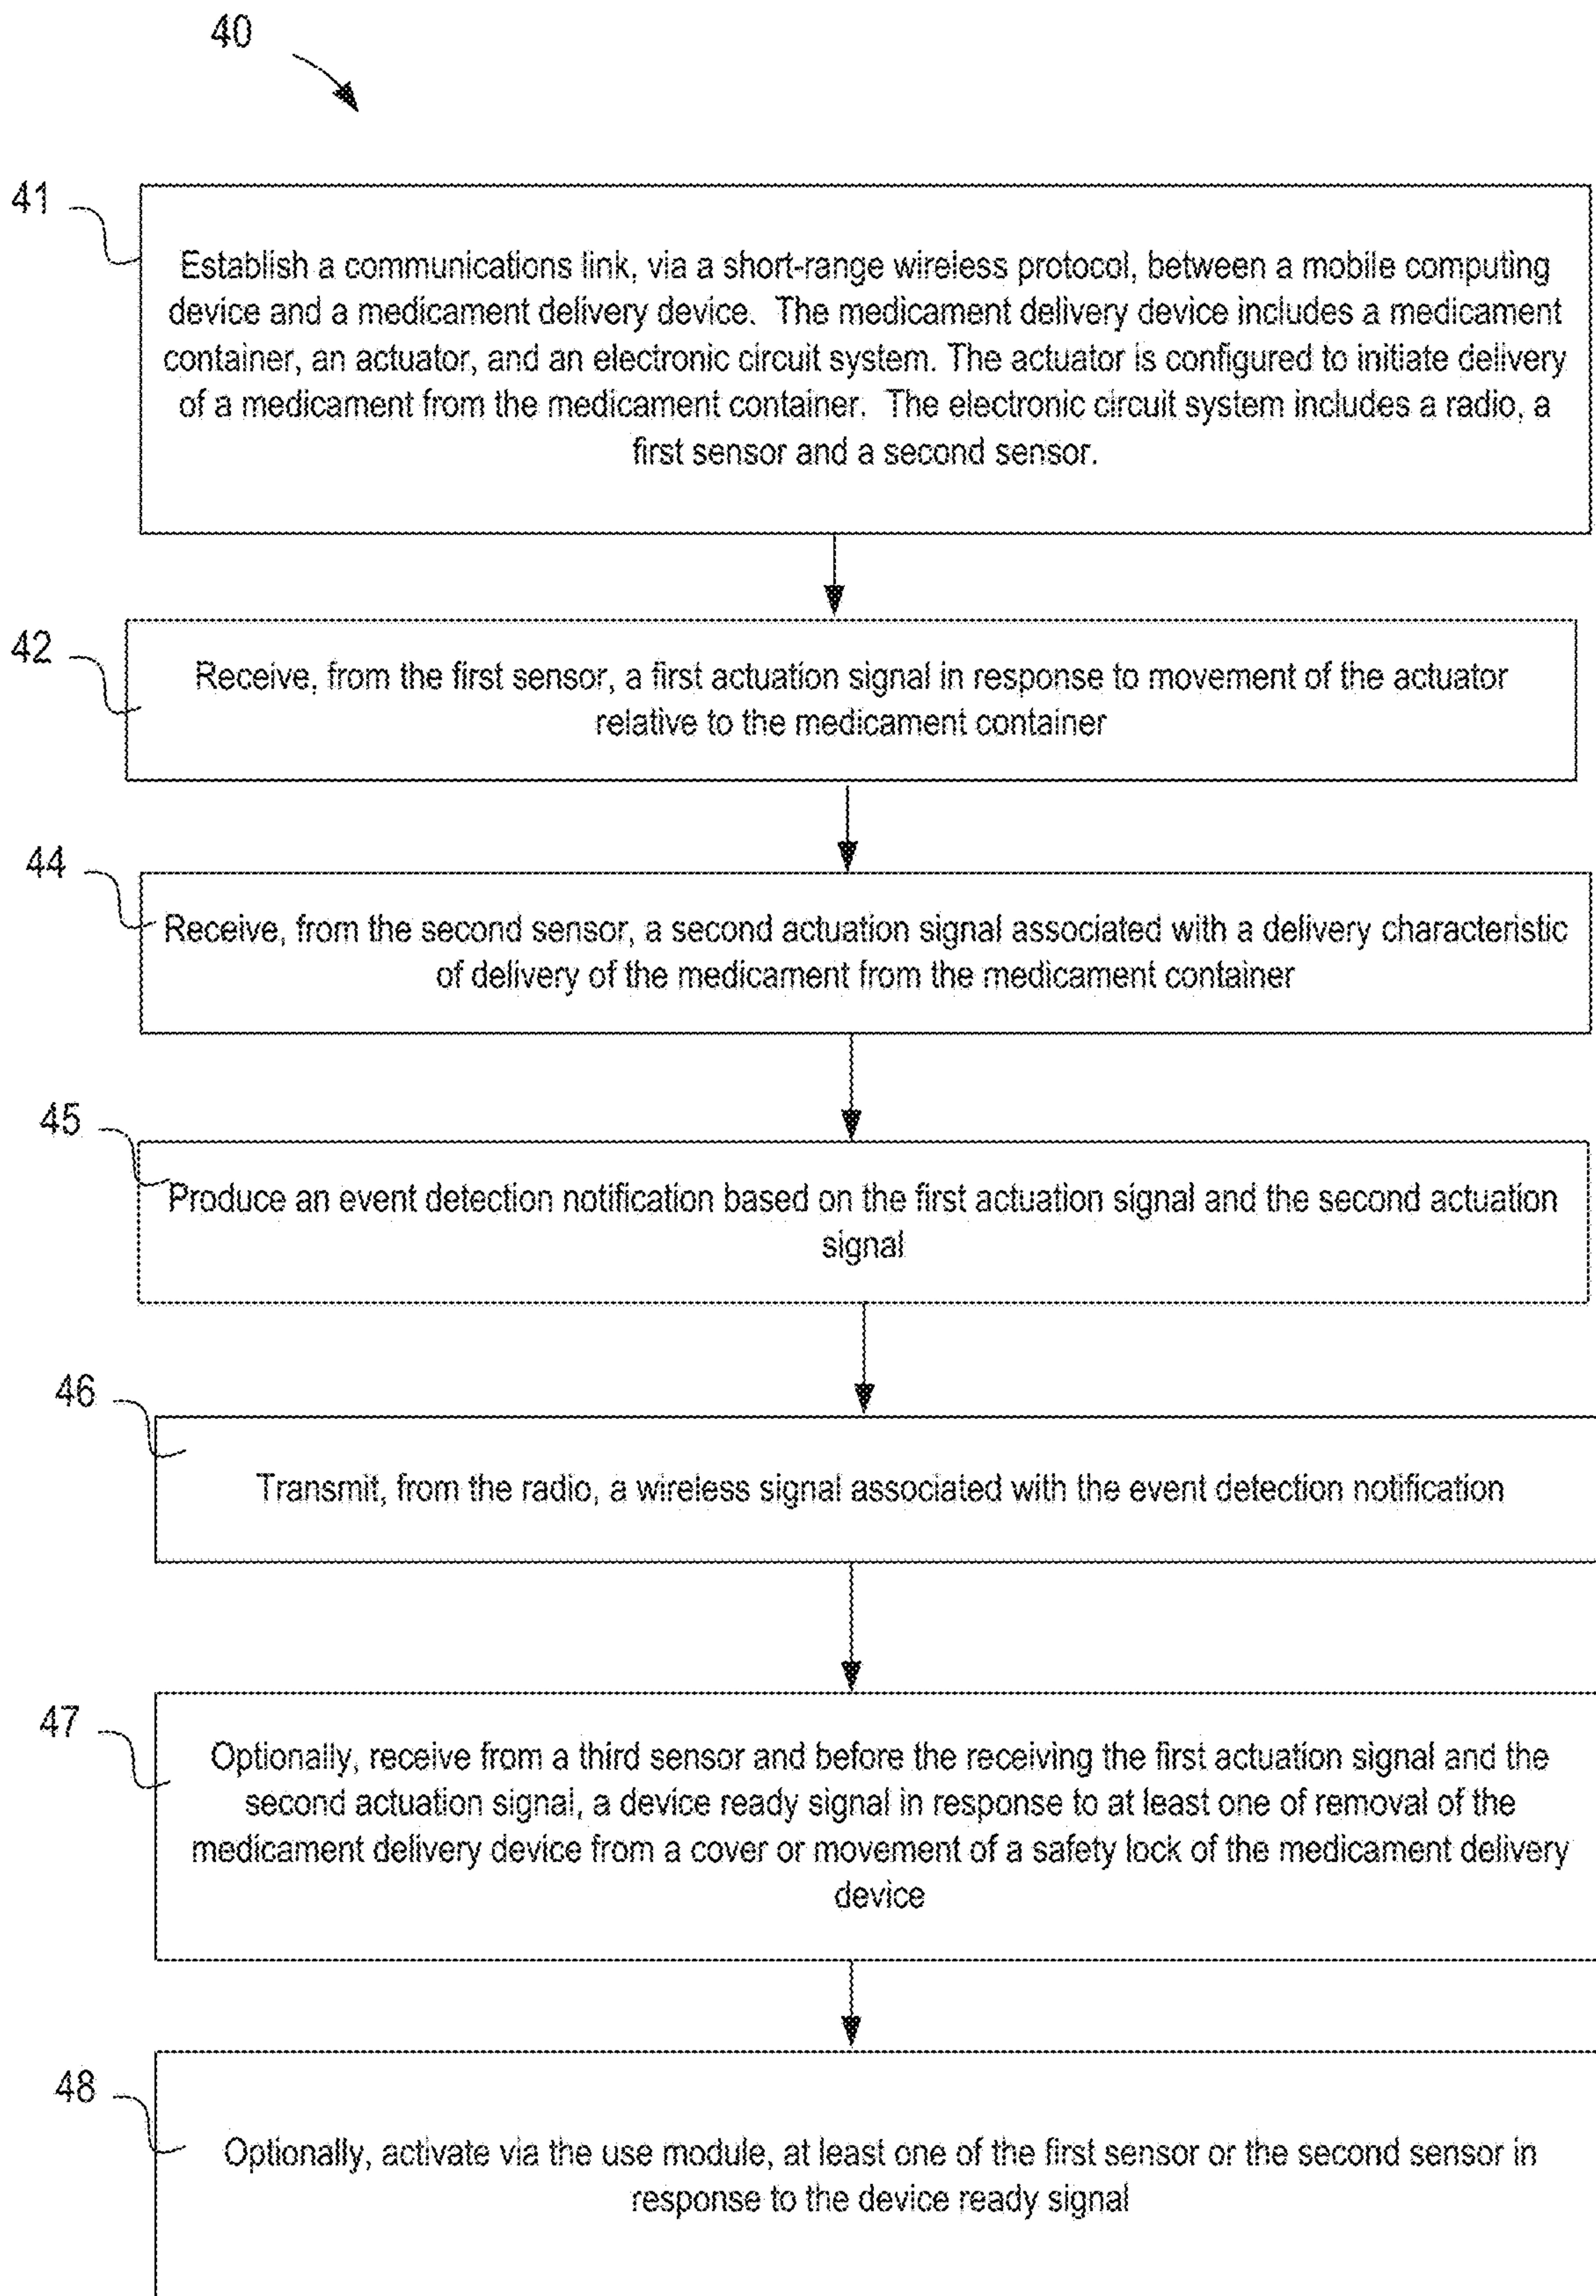 40
41
Establish a communications link, via a short-range wireless protocol, between a mobile computing
device and a medicament delivery device. The medicament delivery device includes a medicament
container, an actuator, and an electronic circuit system. The actuator is configured to initiate delivery
of a medicament from the medicament container. The electronic circuit system includes a radio, a
first sensor and a second sensor.
42
Receive, from the first sensor, a first actuation signal in response to movement of the actuator
relative to the medicament container
44
Receive, from the second sensor, a second actuation signal associated with a delivery characteristic
of delivery of the medicament from the medicament container
45
Produce an event detection notification based on the first actuation signal and the second actuation
signal
46
Transmit, from the radio, a wireless signal associated with the event detection notification
47
Optionally, receive from a third sensor and before the receiving the first actuation signal and the
second actuation signal, a device ready signal in response to at least one of removal of the
medicament delivery device from a cover or movement of a safety lock of the medicament delivery
device
48
Optionally, activate via the use module, at least one of the first sensor or the second sensor in
response to the device ready signal